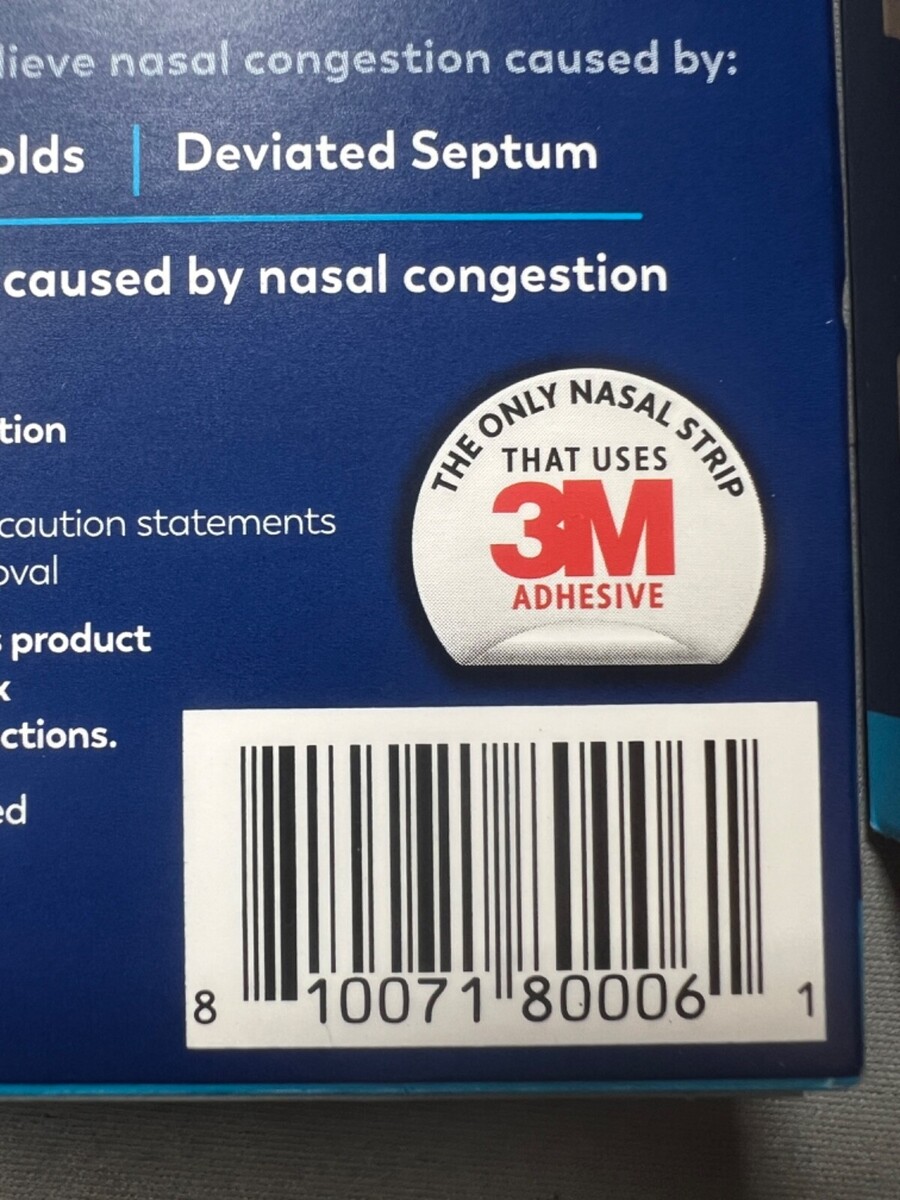 lieve nasal congestion caused by:
olds | Deviated Septum
caused by nasal congestion
tion
caution statements
oval
s product
x
ctions.
ed
THE ONLY NASAL STRIP
THAT USES
3M
ADHESIVE
8 10071 80006 1